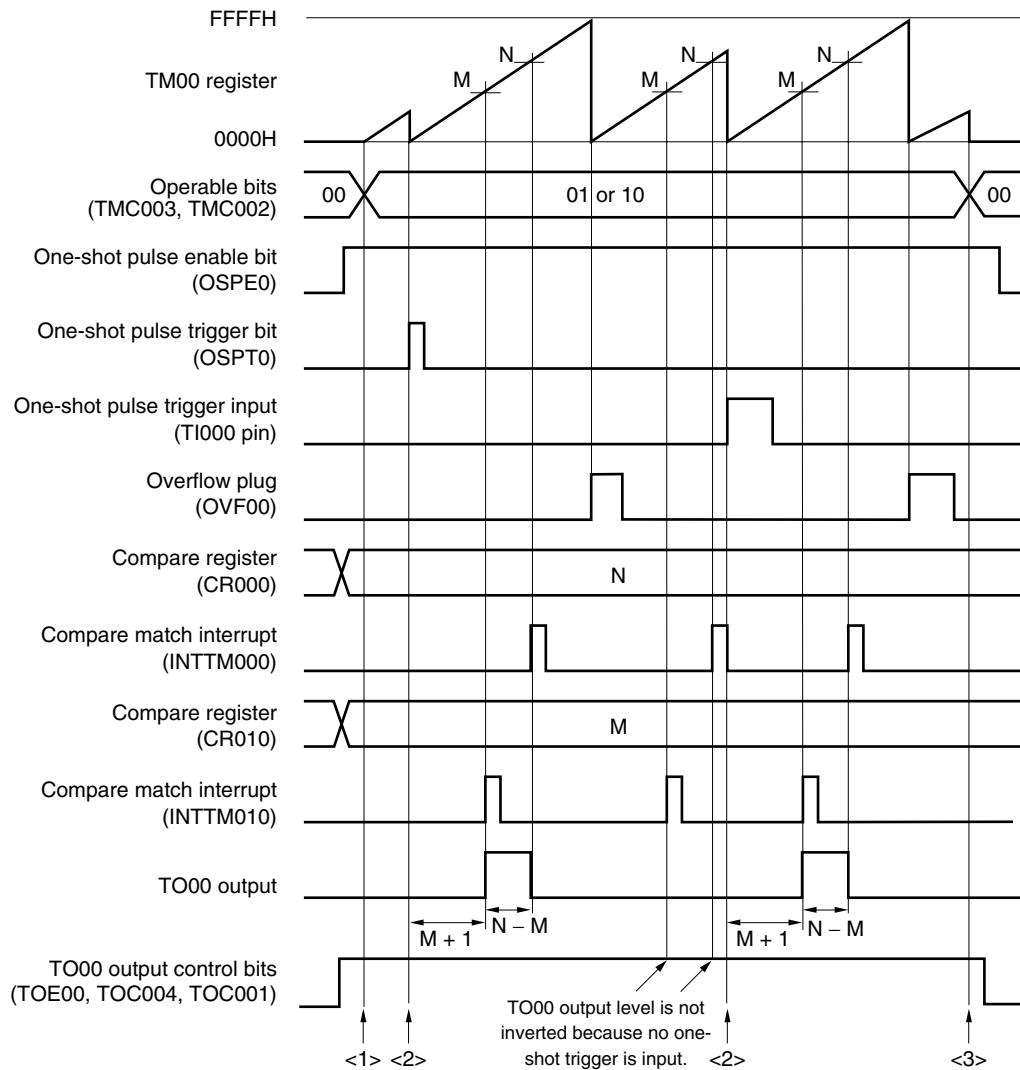 FFFFH
N
N
N
TM00 register
M
M
M
0000H
Operable bits
(TMC003, TMC002)
00
01 or 10
00
One-shot pulse enable bit
(OSPE0)
One-shot pulse trigger bit
(OSPT0)
One-shot pulse trigger input
(TI000 pin)
Overflow plug
(OVF00)
Compare register
(CR000)
N
Compare match interrupt
(INTTM000)
Compare register
(CR010)
M
Compare match interrupt
(INTTM010)
TO00 output
M + 1
N − M
M + 1
N − M
TO00 output control bits
(TOE00, TOC004, TOC001)
TO00 output level is not
inverted because no one-
shot trigger is input.
<1> <2> <2> <3>